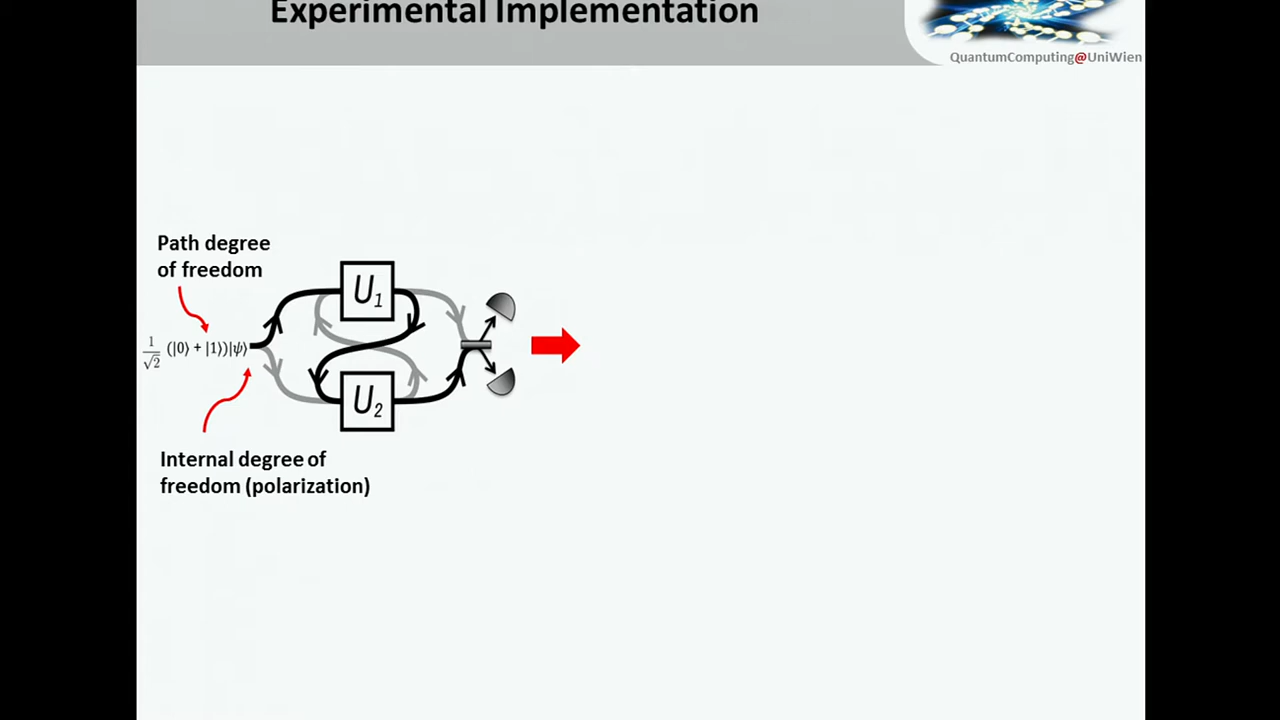 Experimental Implementation
QuantumComputing@UniWien
Path degree
of freedom
1/√2 (|0⟩ + |1⟩)|ψ⟩
U1
U2
Internal degree of
freedom (polarization)